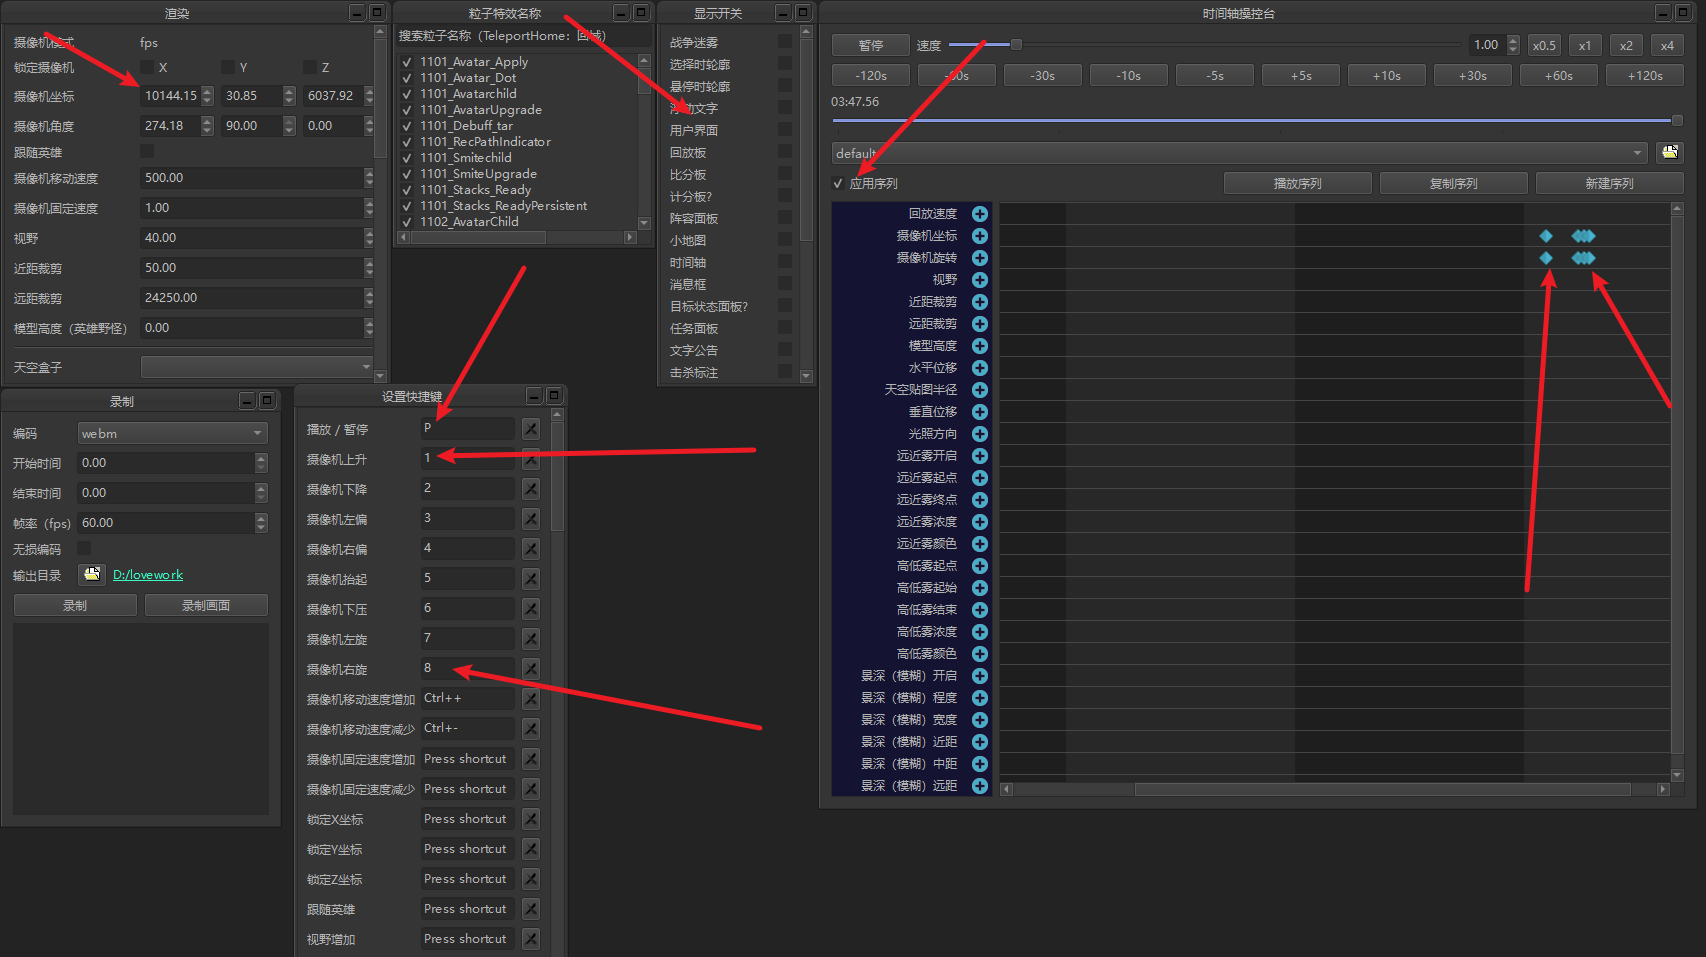 渲染
摄像机模式 fps
锁定摄像机 X Y Z
摄像机坐标 10144.15 30.85 6037.92
摄像机角度 274.18 90.00 0.00
跟随英雄
摄像机移动速度 500.00
摄像机固定速度 1.00
视野 40.00
近距裁剪 50.00
远距裁剪 24250.00
模型高度（英雄野怪） 0.00
天空盒子
粒子特效名称
搜索粒子名称（TeleportHome：回城）
1101_Avatar_Apply
1101_Avatar_Dot
1101_Avatarchild
1101_AvatarUpgrade
1101_Debuff_tar
1101_RecPathIndicator
1101_Smitechild
1101_SmiteUpgrade
1101_Stacks_Ready
1101_Stacks_ReadyPersistent
1102_AvatarChild
显示开关
战争迷雾
选择时轮廓
悬停时轮廓
浮动文字
用户界面
回放板
比分板
计分板?
阵容面板
小地图
时间轴
消息框
目标状态面板?
任务面板
文字公告
击杀标注
时间轴操控台
暂停 速度 1.00 x0.5 x1 x2 x4
-120s -60s -30s -10s -5s +5s +10s +30s +60s +120s
03:47.56
default
应用序列 播放序列 复制序列 新建序列
回放速度
摄像机坐标
摄像机旋转
视野
近距裁剪
远距裁剪
模型高度
水平位移
天空贴图半径
垂直位移
光照方向
远近雾开启
远近雾起点
远近雾终点
远近雾浓度
远近雾颜色
高低雾起点
高低雾起始
高低雾结束
高低雾浓度
高低雾颜色
景深（模糊）开启
景深（模糊）程度
景深（模糊）宽度
景深（模糊）近距
景深（模糊）中距
景深（模糊）远距
录制
编码 webm
开始时间 0.00
结束时间 0.00
帧率（fps） 60.00
无损编码
输出目录 D:/lovework
录制 录制画面
设置快捷键
播放 / 暂停 P
摄像机上升 1
摄像机下降 2
摄像机左偏 3
摄像机右偏 4
摄像机抬起 5
摄像机下压 6
摄像机左旋 7
摄像机右旋 8
摄像机移动速度增加 Ctrl++
摄像机移动速度减少 Ctrl+-
摄像机固定速度增加 Press shortcut
摄像机固定速度减少 Press shortcut
锁定X坐标 Press shortcut
锁定Y坐标 Press shortcut
锁定Z坐标 Press shortcut
跟随英雄 Press shortcut
视野增加 Press shortcut